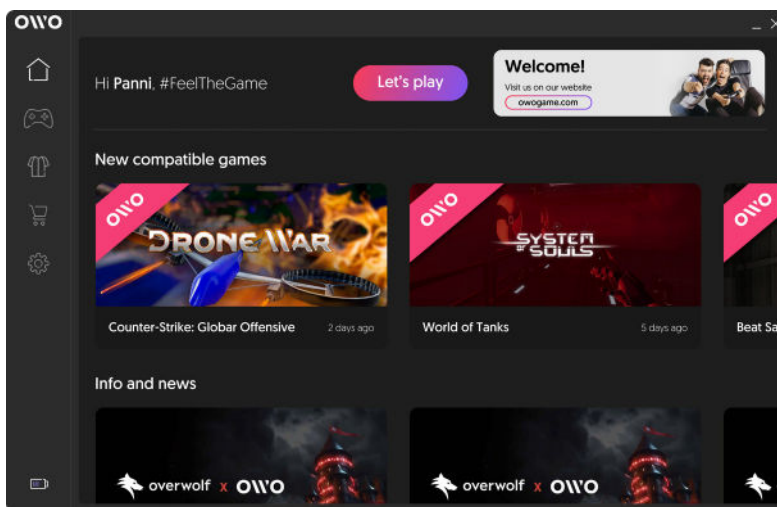 OWO
Hi Panni, #FeelTheGame
Let's play
Welcome!
Visit us on our website
owogame.com
New compatible games
OWO
DRONE WAR
OWO
SYSTEM OF SOULS
OWO
Counter-Strike: Globar Offensive
2 days ago
World of Tanks
5 days ago
Beat Sa
Info and news
overwolf x OWO
overwolf x OWO